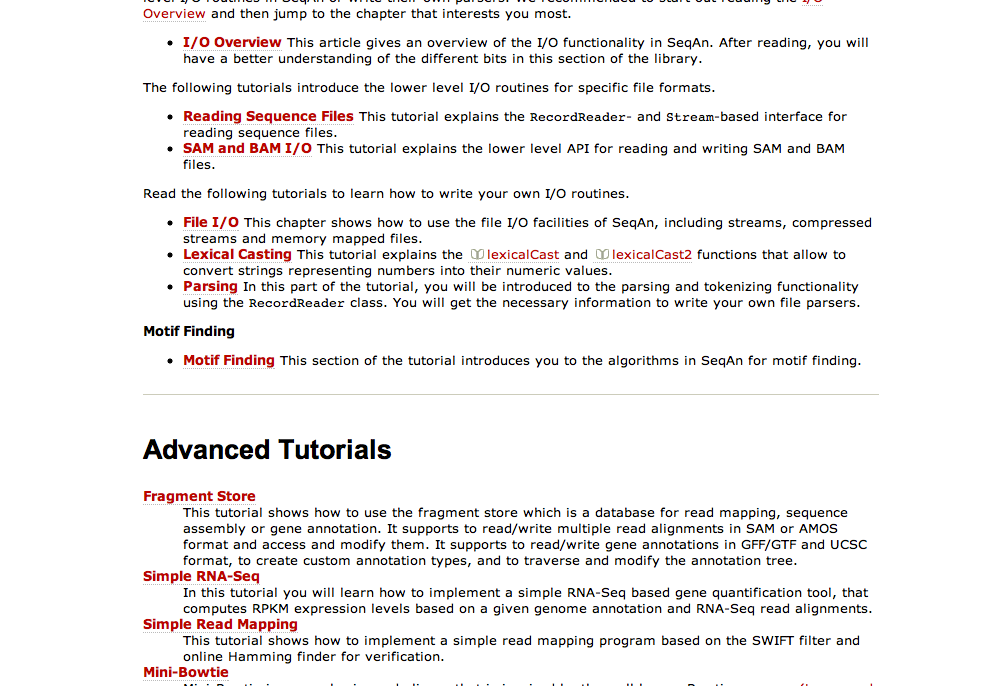 level I/O routines in SeqAn or write their own parsers. We recommended to start out reading the I/O
Overview and then jump to the chapter that interests you most.
• I/O Overview This article gives an overview of the I/O functionality in SeqAn. After reading, you will
have a better understanding of the different bits in this section of the library.
The following tutorials introduce the lower level I/O routines for specific file formats.
• Reading Sequence Files This tutorial explains the RecordReader- and Stream-based interface for
reading sequence files.
• SAM and BAM I/O This tutorial explains the lower level API for reading and writing SAM and BAM
files.
Read the following tutorials to learn how to write your own I/O routines.
• File I/O This chapter shows how to use the file I/O facilities of SeqAn, including streams, compressed
streams and memory mapped files.
• Lexical Casting This tutorial explains the lexicalCast and lexicalCast2 functions that allow to
convert strings representing numbers into their numeric values.
• Parsing In this part of the tutorial, you will be introduced to the parsing and tokenizing functionality
using the RecordReader class. You will get the necessary information to write your own file parsers.
Motif Finding
• Motif Finding This section of the tutorial introduces you to the algorithms in SeqAn for motif finding.
Advanced Tutorials
Fragment Store
This tutorial shows how to use the fragment store which is a database for read mapping, sequence
assembly or gene annotation. It supports to read/write multiple read alignments in SAM or AMOS
format and access and modify them. It supports to read/write gene annotations in GFF/GTF and UCSC
format, to create custom annotation types, and to traverse and modify the annotation tree.
Simple RNA-Seq
In this tutorial you will learn how to implement a simple RNA-Seq based gene quantification tool, that
computes RPKM expression levels based on a given genome annotation and RNA-Seq read alignments.
Simple Read Mapping
This tutorial shows how to implement a simple read mapping program based on the SWIFT filter and
online Hamming finder for verification.
Mini-Bowtie